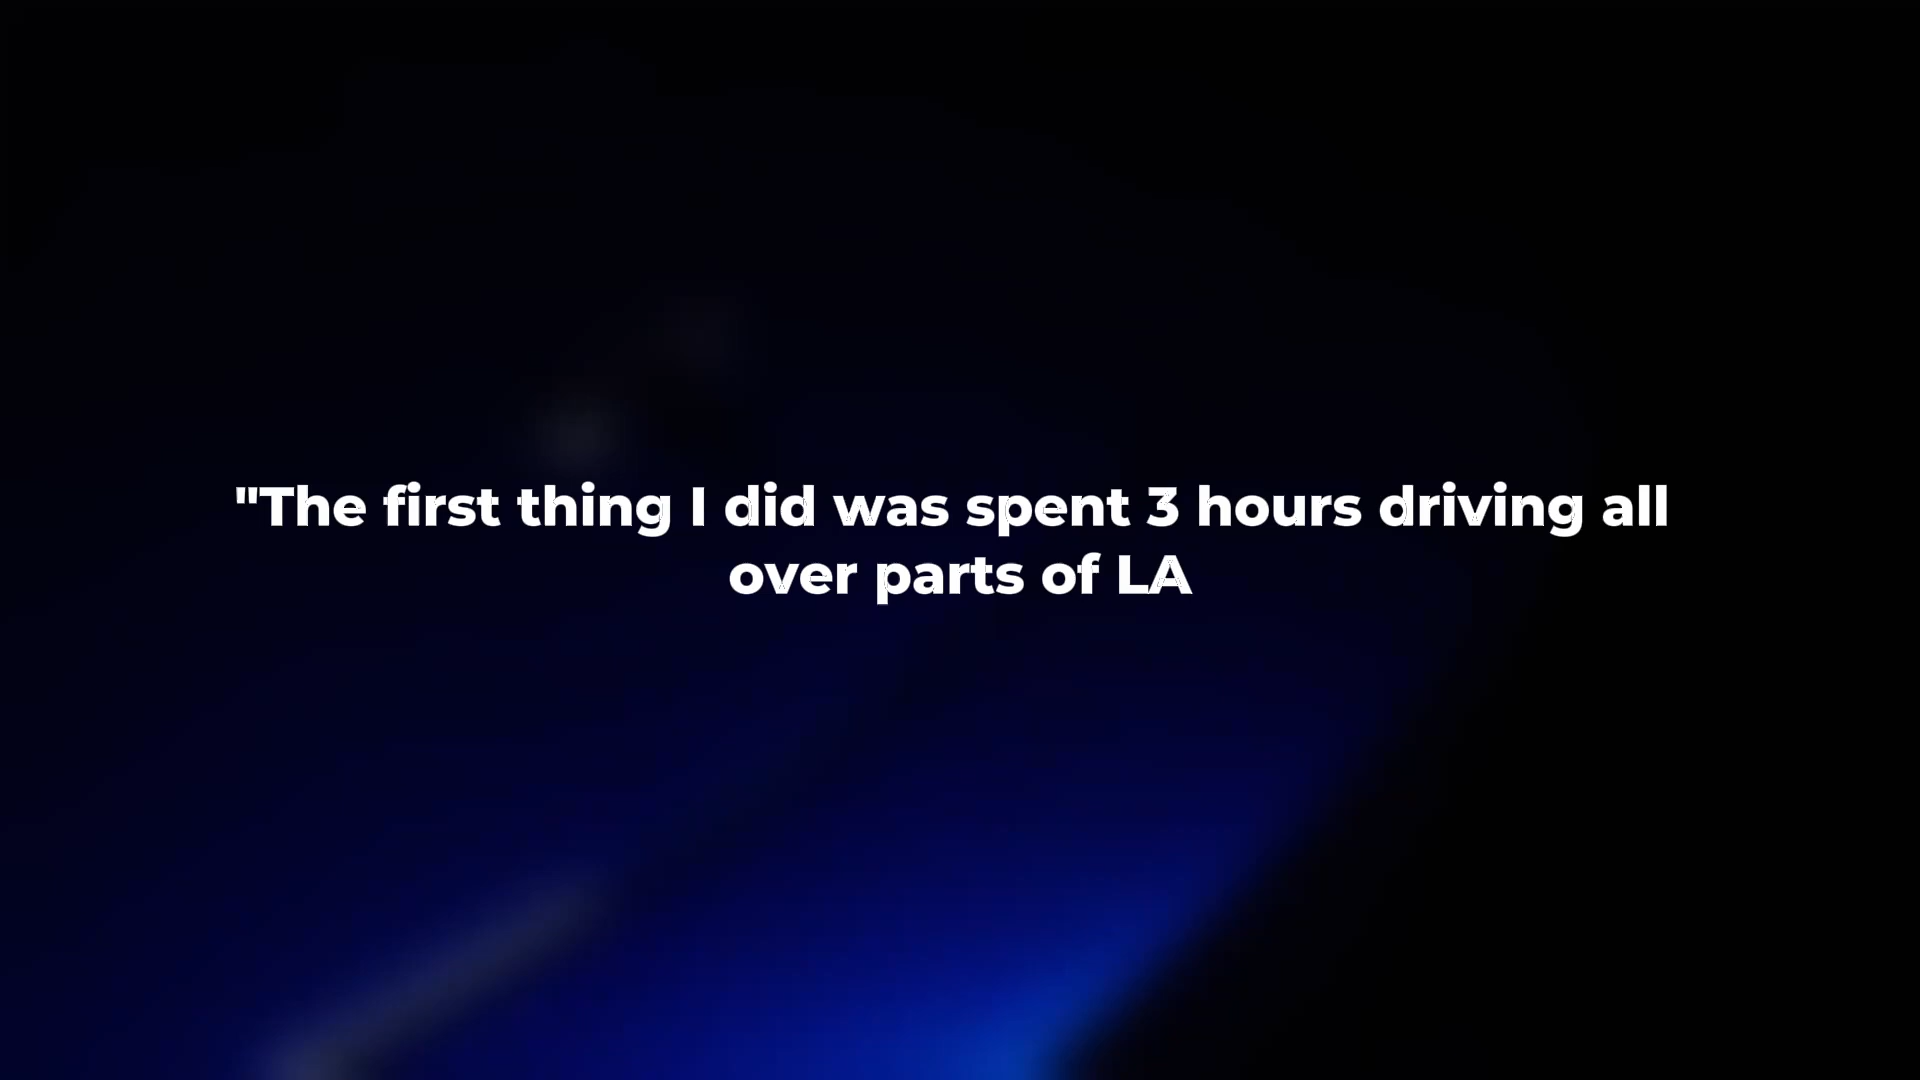 "The first thing I did was spent 3 hours driving all
over parts of LA